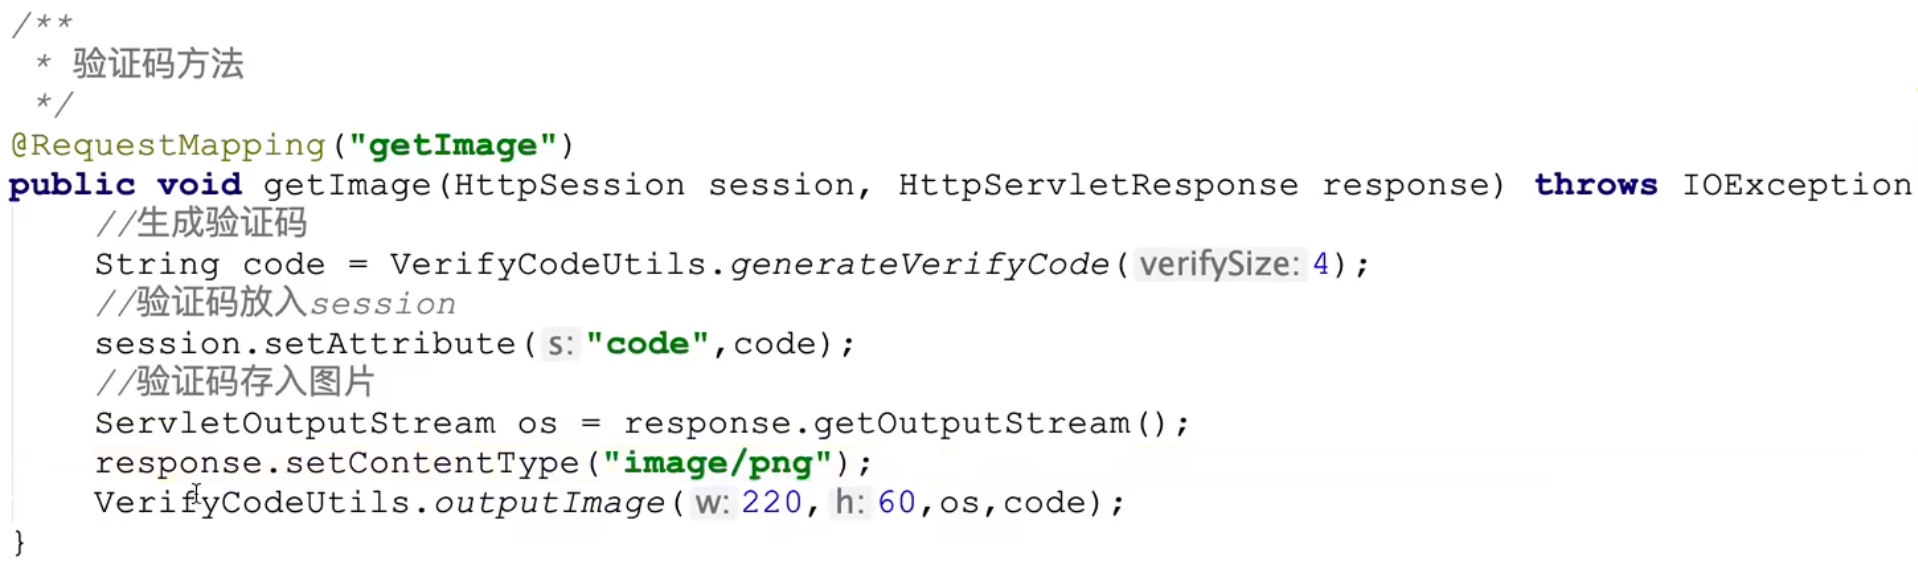 /**
 * 验证码方法
 */
@RequestMapping("getImage")
public void getImage(HttpSession session, HttpServletResponse response) throws IOException
    //生成验证码
    String code = VerifyCodeUtils.generateVerifyCode( verifySize: 4);
    //验证码放入session
    session.setAttribute( s: "code",code);
    //验证码存入图片
    ServletOutputStream os = response.getOutputStream();
    response.setContentType("image/png");
    VerifyCodeUtils.outputImage( w: 220, h: 60,os,code);
}